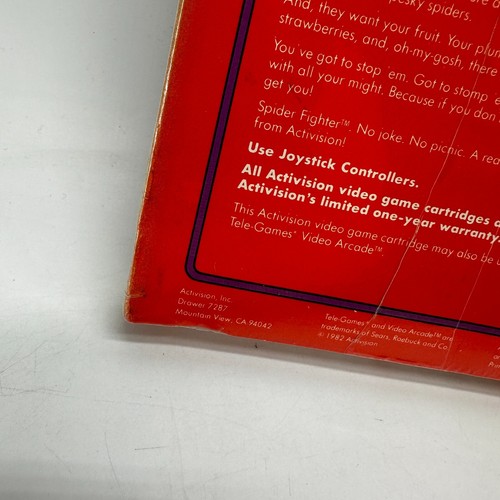 pesky spiders.
And, they want your fruit. Your
strawberries, and, oh-my-gosh, there
You've got to stop 'em. Got to stomp
with all your might. Because if you don
get you!
Spider Fighter™. No joke. No picnic. A
from Activision!
Use Joystick Controllers.
All Activision video game cartridges
Activision's limited one-year warranty.
This Activision video game cartridge may also be
Tele-Games® Video Arcade™.
Activision, Inc.
Drawer 7287
Mountain View, CA 94042
Tele-Games® and Video Arcade™ are
trademarks of Sears, Roebuck and Co.
© 1982 Activision